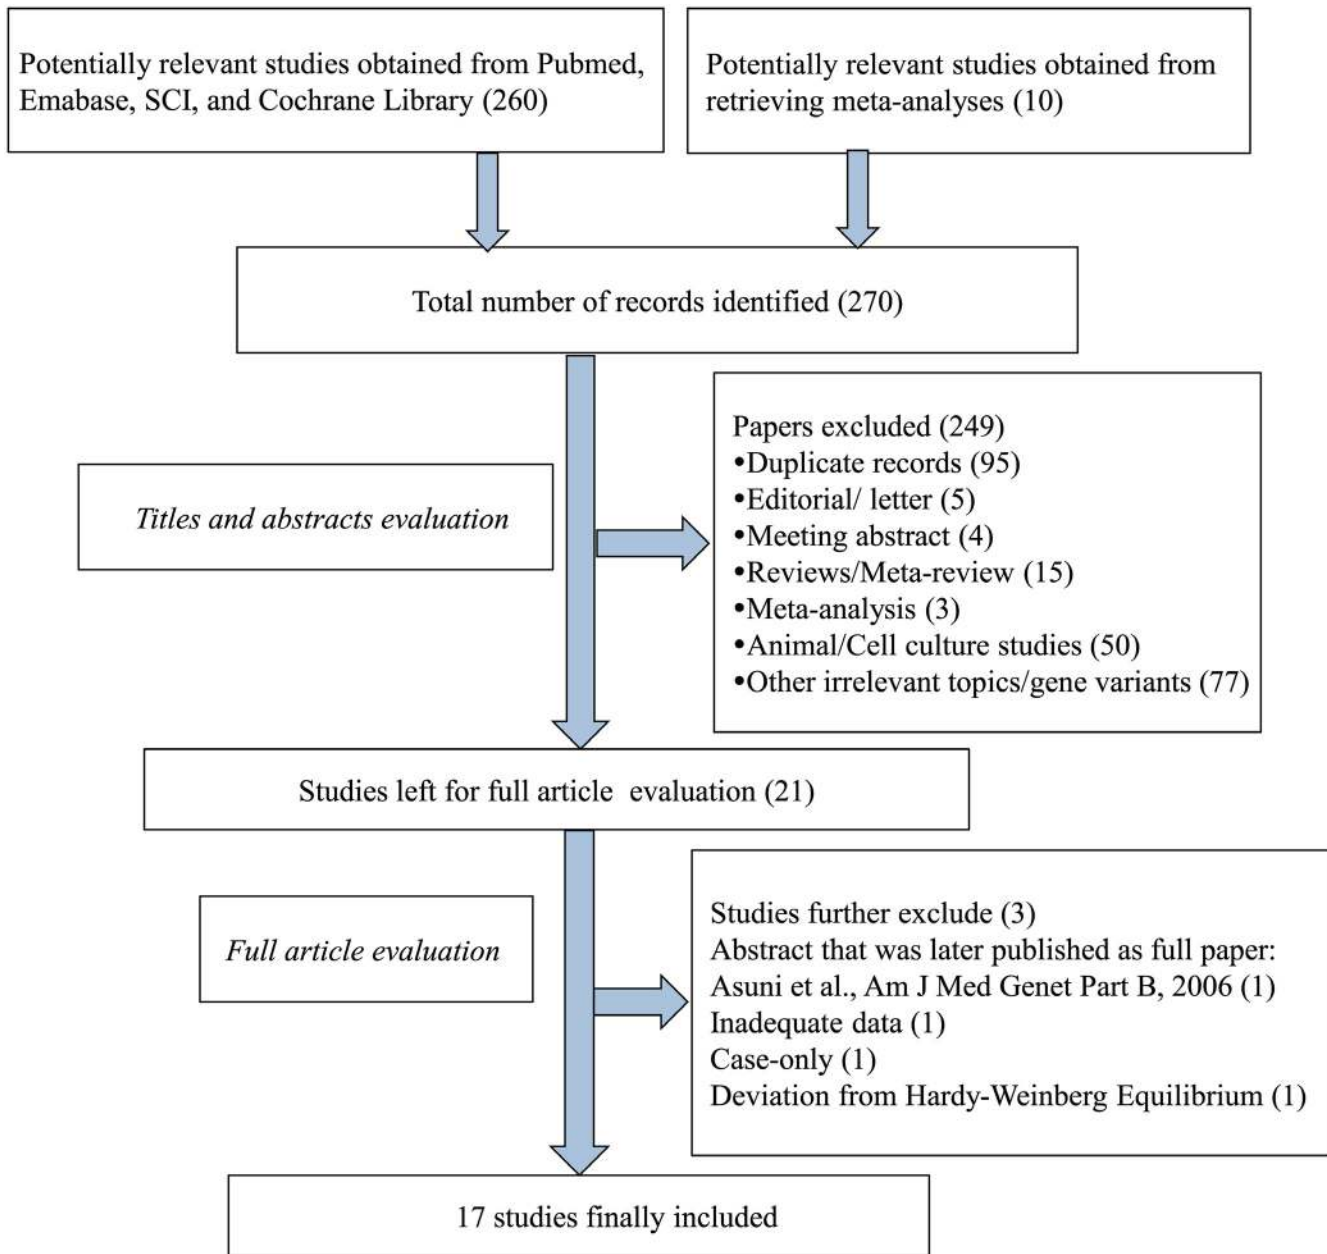 Potentially relevant studies obtained from Pubmed,
Emabase, SCI, and Cochrane Library (260)
Potentially relevant studies obtained from
retrieving meta-analyses (10)
Total number of records identified (270)
Titles and abstracts evaluation
Papers excluded (249)
•Duplicate records (95)
•Editorial/ letter (5)
•Meeting abstract (4)
•Reviews/Meta-review (15)
•Meta-analysis (3)
•Animal/Cell culture studies (50)
•Other irrelevant topics/gene variants (77)
Studies left for full article evaluation (21)
Full article evaluation
Studies further exclude (3)
Abstract that was later published as full paper:
Asuni et al., Am J Med Genet Part B, 2006 (1)
Inadequate data (1)
Case-only (1)
Deviation from Hardy-Weinberg Equilibrium (1)
17 studies finally included